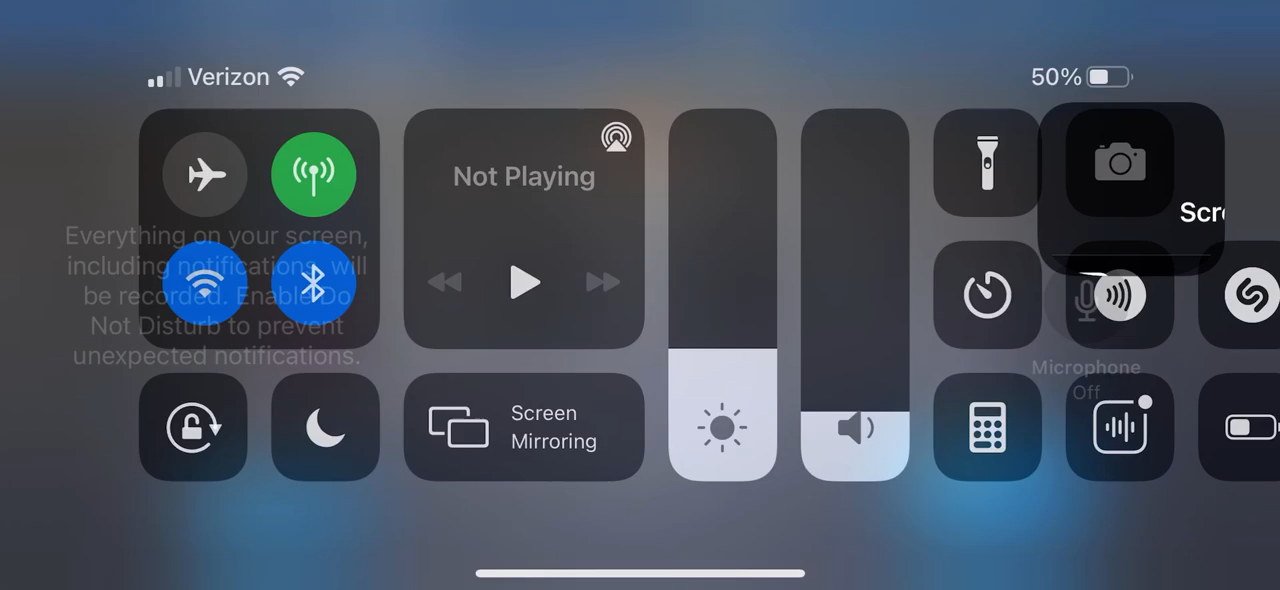 Verizon
50%
Not Playing
Scr
Everything on your screen,
including notifications, will
be recorded. Enable Do
Not Disturb to prevent
unexpected notifications.
Microphone
Off
Screen
Mirroring